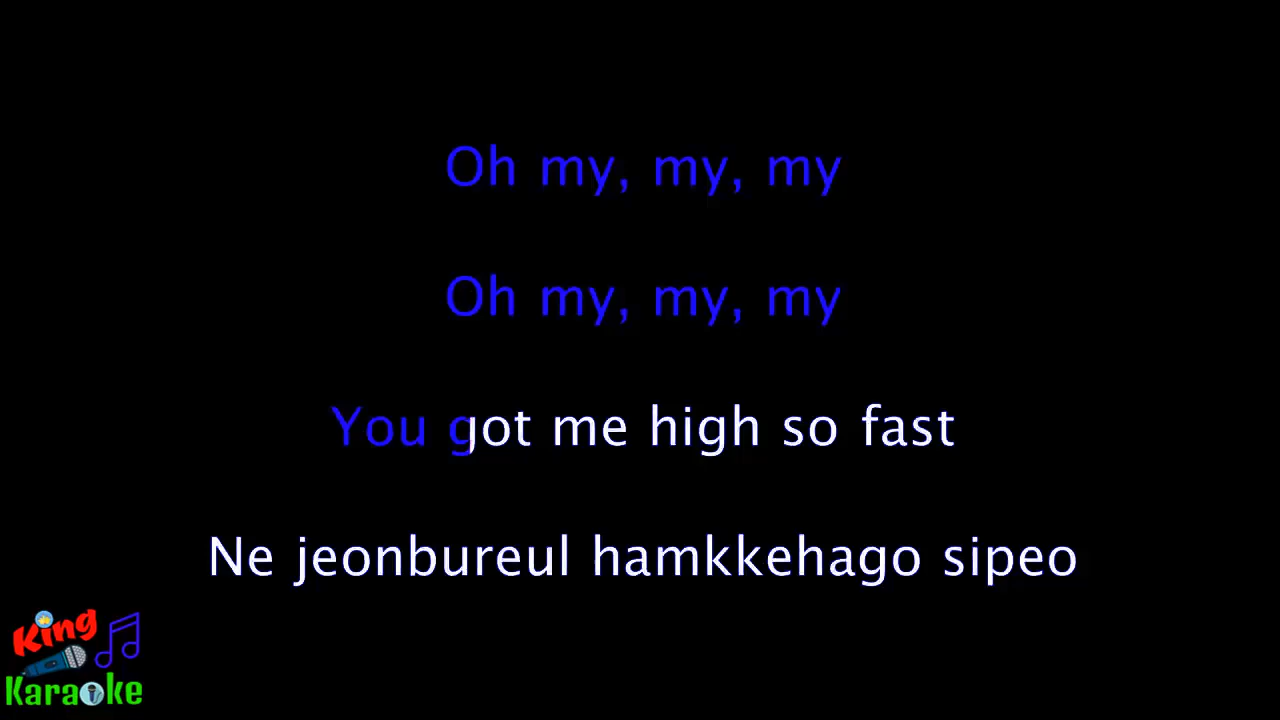 Oh my, my, my
Oh my, my, my
You got me high so fast
Ne jeonbureul hamkkehago sipeo
King
Karaoke